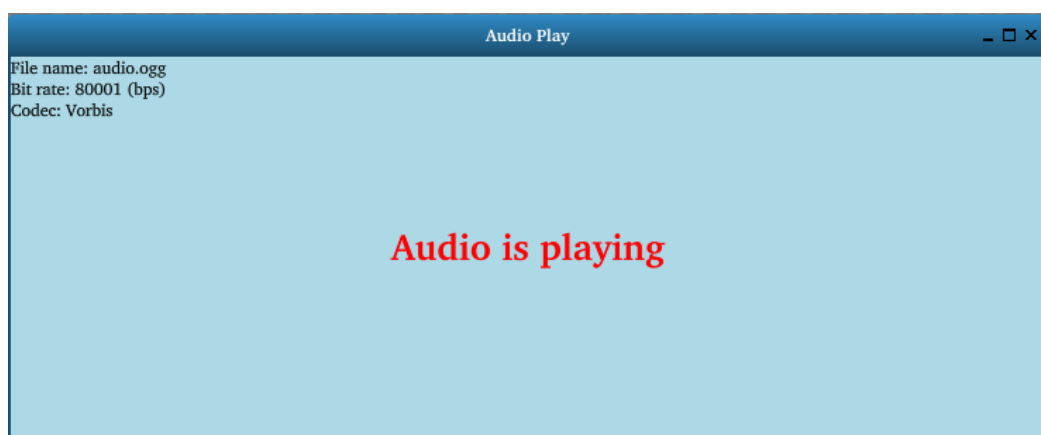 Audio Play
File name: audio.ogg
Bit rate: 80001 (bps)
Codec: Vorbis
Audio is playing